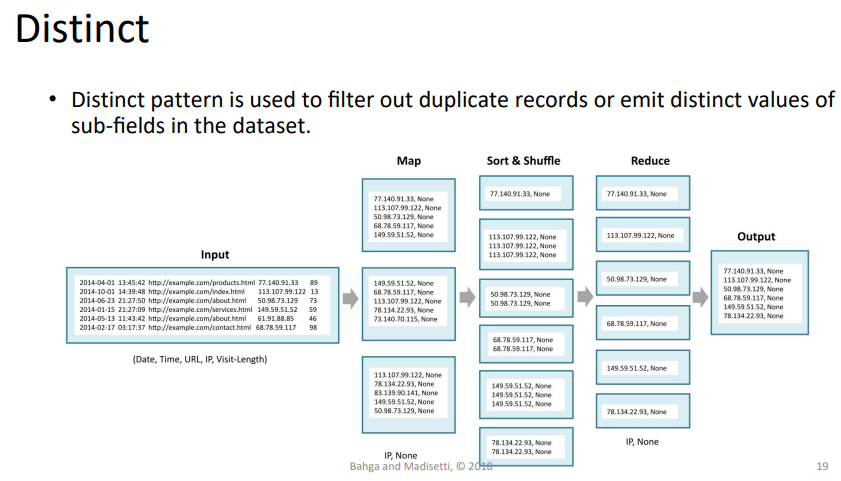 Distinct
• Distinct pattern is used to filter out duplicate records or emit distinct values of
sub-fields in the dataset.
Input
2014-04-01 13:45:42 http://example.com/products.html 77.140.91.33 89
2014-10-01 14:39:48 http://example.com/index.html 113.107.99.122 13
2014-06-23 21:27:50 http://example.com/about.html 50.98.73.129 73
2014-01-15 21:27:09 http://example.com/services.html 149.59.51.52 59
2014-05-13 11:43:42 http://example.com/about.html 61.91.88.85 46
2014-02-17 03:17:37 http://example.com/contact.html 68.78.59.117 98
(Date, Time, URL, IP, Visit-Length)
Map
77.140.91.33, None
113.107.99.122, None
50.98.73.129, None
68.78.59.117, None
149.59.51.52, None
149.59.51.52, None
68.78.59.117, None
113.107.99.122, None
78.134.22.93, None
73.140.70.115, None
113.107.99.122, None
78.134.22.93, None
83.139.90.141, None
149.59.51.52, None
50.98.73.129, None
IP, None
Sort & Shuffle
77.140.91.33, None
113.107.99.122, None
113.107.99.122, None
113.107.99.122, None
50.98.73.129, None
50.98.73.129, None
68.78.59.117, None
68.78.59.117, None
149.59.51.52, None
149.59.51.52, None
149.59.51.52, None
78.134.22.93, None
78.134.22.93, None
Reduce
77.140.91.33, None
113.107.99.122, None
50.98.73.129, None
68.78.59.117, None
149.59.51.52, None
78.134.22.93, None
IP, None
Output
77.140.91.33, None
113.107.99.122, None
50.98.73.129, None
68.78.59.117, None
149.59.51.52, None
78.134.22.93, None
Bahga and Madisetti, © 2018
19